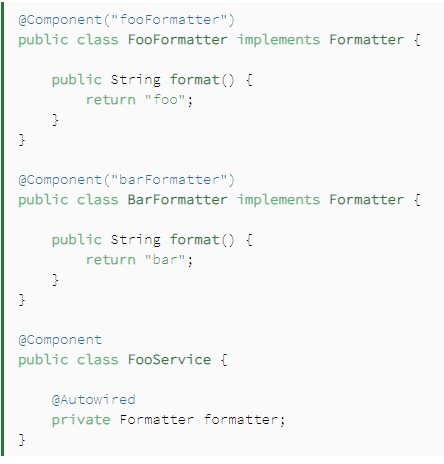 @Component("fooFormatter")
public class FooFormatter implements Formatter {
    public String format() {
        return "foo";
    }
}
@Component("barFormatter")
public class BarFormatter implements Formatter {
    public String format() {
        return "bar";
    }
}
@Component
public class FooService {
    @Autowired
    private Formatter formatter;
}